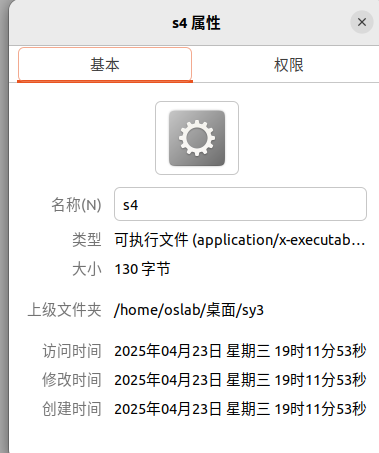 s4 属性
基本 权限
名称(N) s4
类型 可执行文件 (application/x-executab...
大小 130 字节
上级文件夹 /home/oslab/桌面/sy3
访问时间 2025年04月23日 星期三 19时11分53秒
修改时间 2025年04月23日 星期三 19时11分53秒
创建时间 2025年04月23日 星期三 19时11分53秒